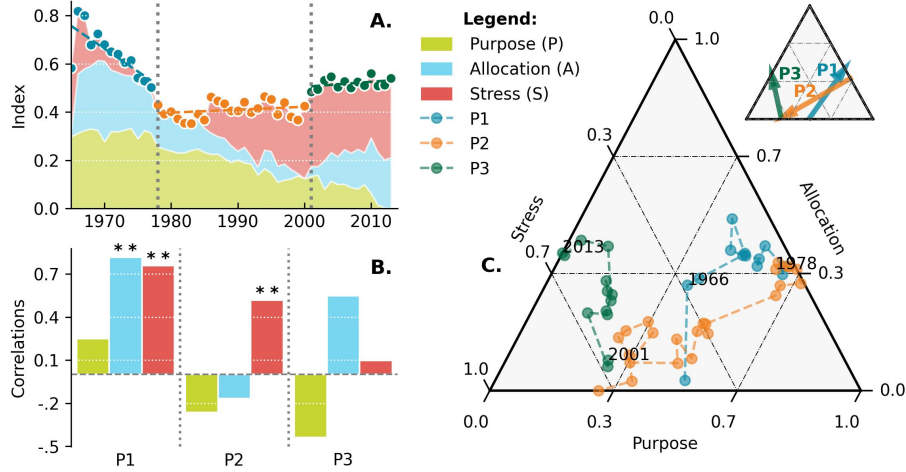 A.
Index
0.8
0.6
0.4
0.2
0.0
1970
1980
1990
2000
2010
Legend:
Purpose (P)
Allocation (A)
Stress (S)
P1
P2
P3
B.
Correlations
0.7
0.4
0.1
-.2
-.5
**
**
**
P1
P2
P3
C.
0.0
1.0
0.3
0.7
Stress
Allocation
0.7
2013
1966
1978
0.3
2001
1.0
0.0
0.0
0.3
0.7
1.0
Purpose
P3
P1
P2